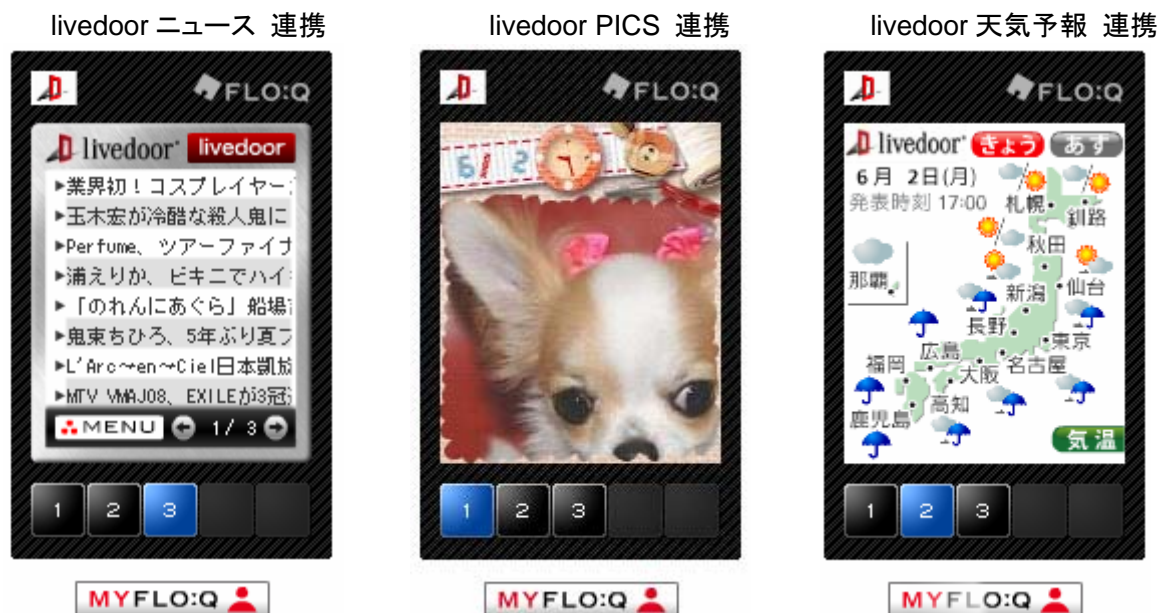 livedoor ニュース 連携
livedoor PICS 連携
livedoor 天気予報 連携
FLO:Q
livedoor livedoor
▶業界初!コスプレイヤー
▶玉木宏が冷酷な殺人鬼に
▶Perfume、ツアーファイナ
▶浦えりか、ビキニでハイ
▶「のれんにあぐら」船場
▶鬼束ちひろ、5年ぶり夏フ
▶L'Arc~en~Ciel日本凱旋
▶MTV VMAJ08、EXILEが3冠
MENU 1/ 3
1 2 3
MYFLO:Q
FLO:Q
6/ 2
1 2 3
MYFLO:Q
FLO:Q
livedoor きょう あす
6月 2日(月)
発表時刻 17:00
札幌
釧路
秋田
那覇
新潟
仙台
長野
東京
広島
名古屋
福岡
大阪
高知
鹿児島
気温
1 2 3
MYFLO:Q